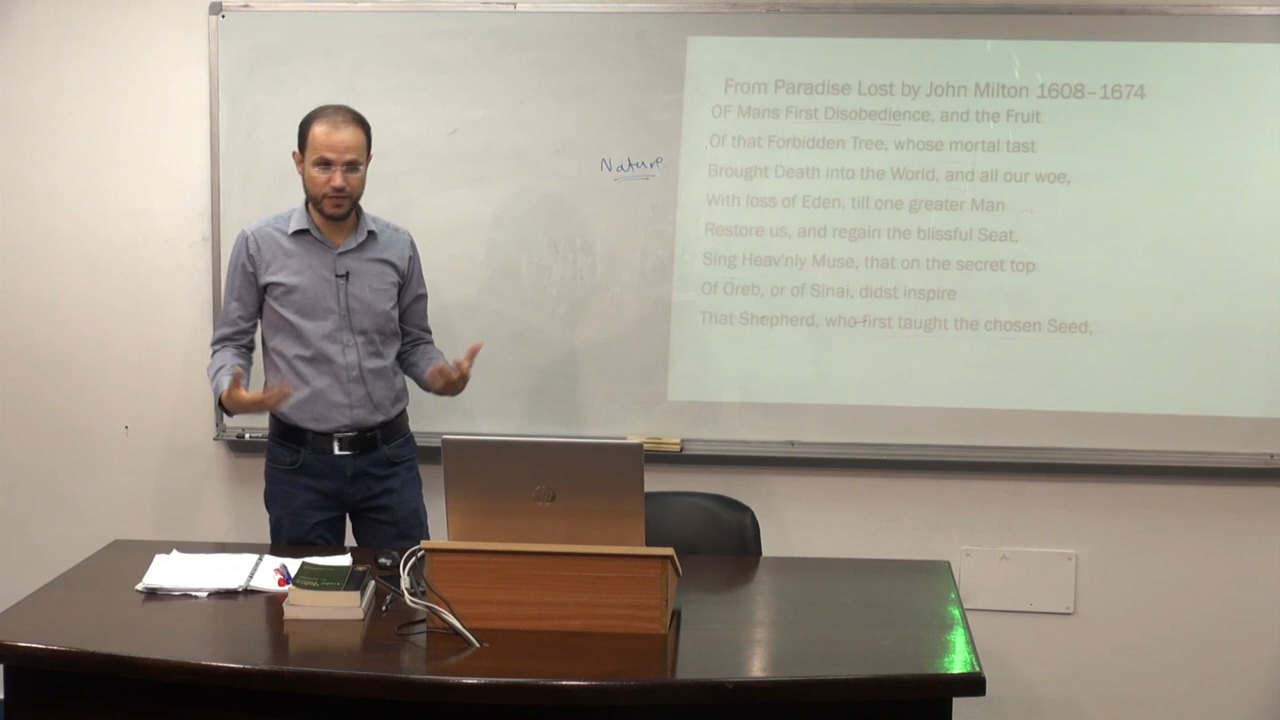 From Paradise Lost by John Milton 1608–1674
OF Mans First Disobedience, and the Fruit
Of that Forbidden Tree, whose mortal tast
Brought Death into the World, and all our woe,
With loss of Eden, till one greater Man
Restore us, and regain the blissful Seat,
Sing Heav'nly Muse, that on the secret top
Of Oreb, or of Sinai, didst inspire
That Shepherd, who first taught the chosen Seed,
Nature
hp